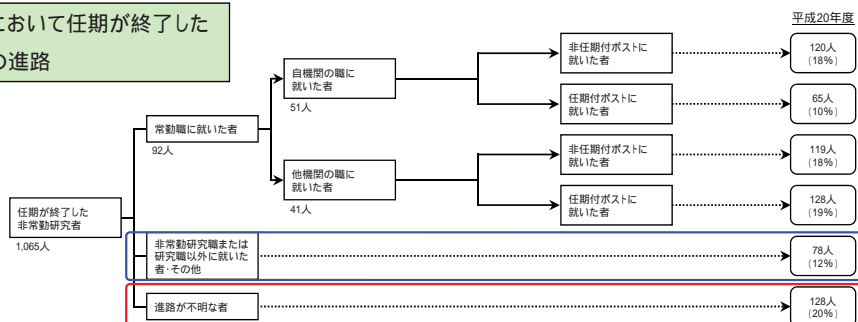 において任期が終了した
の進路
平成20年度
非任期付ポストに
就いた者
120人
(18%)
自機関の職に
就いた者
51人
任期付ポストに
就いた者
65人
(10%)
常勤職に就いた者
92人
非任期付ポストに
就いた者
119人
(18%)
他機関の職に
就いた者
41人
任期付ポストに
就いた者
128人
(19%)
任期が終了した
非常勤研究者
1,065人
非常勤研究職または
研究職以外に就いた
者・その他
78人
(12%)
進路が不明な者
128人
(20%)